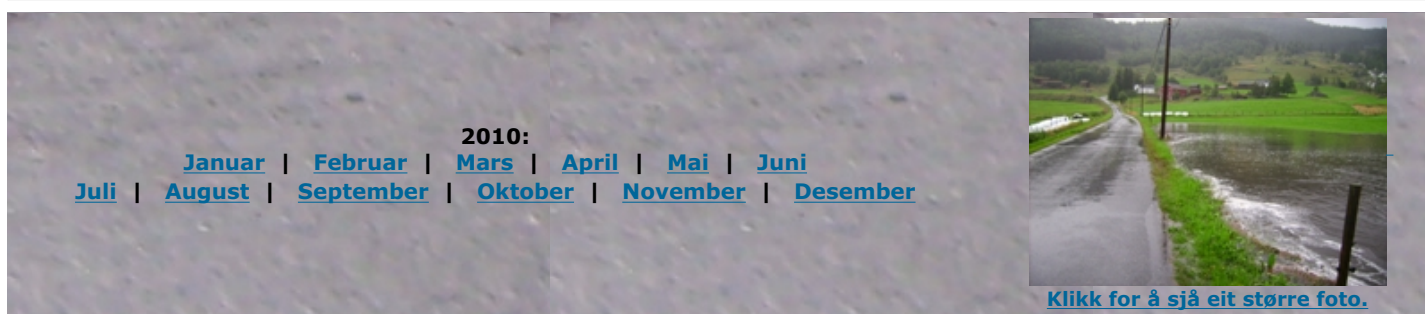 2010:
Januar | Februar | Mars | April | Mai | Juni
Juli | August | September | Oktober | November | Desember
Klikk for å sjå eit større foto.